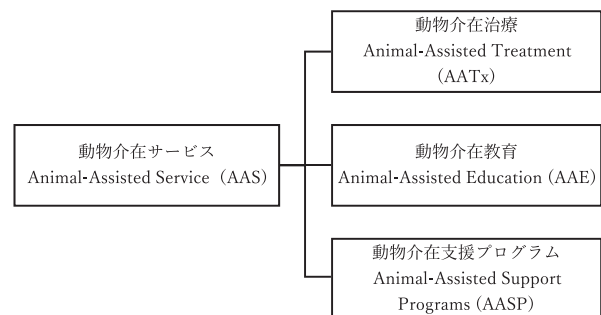 動物介在サービス
Animal-Assisted Service（AAS）
動物介在治療
Animal-Assisted Treatment
(AATx)
動物介在教育
Animal-Assisted Education (AAE)
動物介在支援プログラム
Animal-Assisted Support
Programs (AASP)